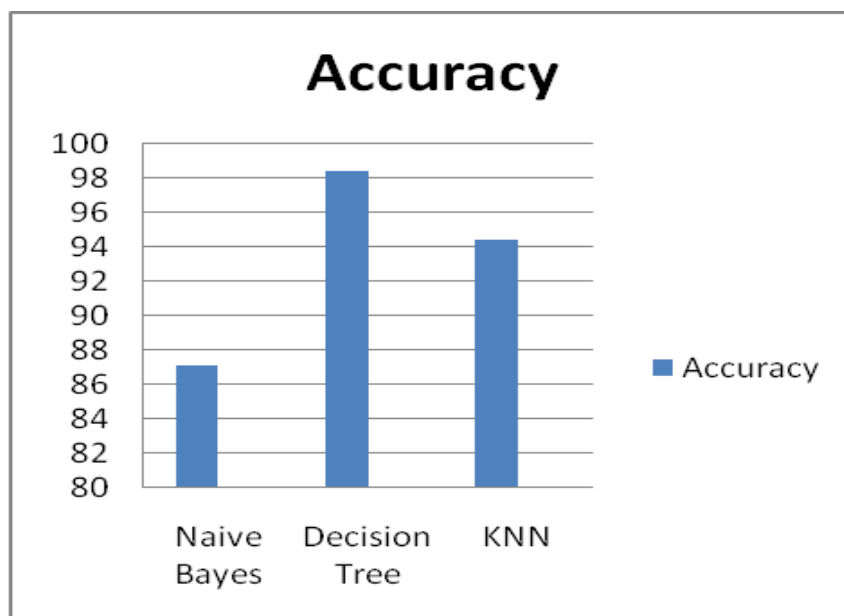 Accuracy
100
98
96
94
92
90
88
86
84
82
80
Naive Bayes
Decision Tree
KNN
Accuracy